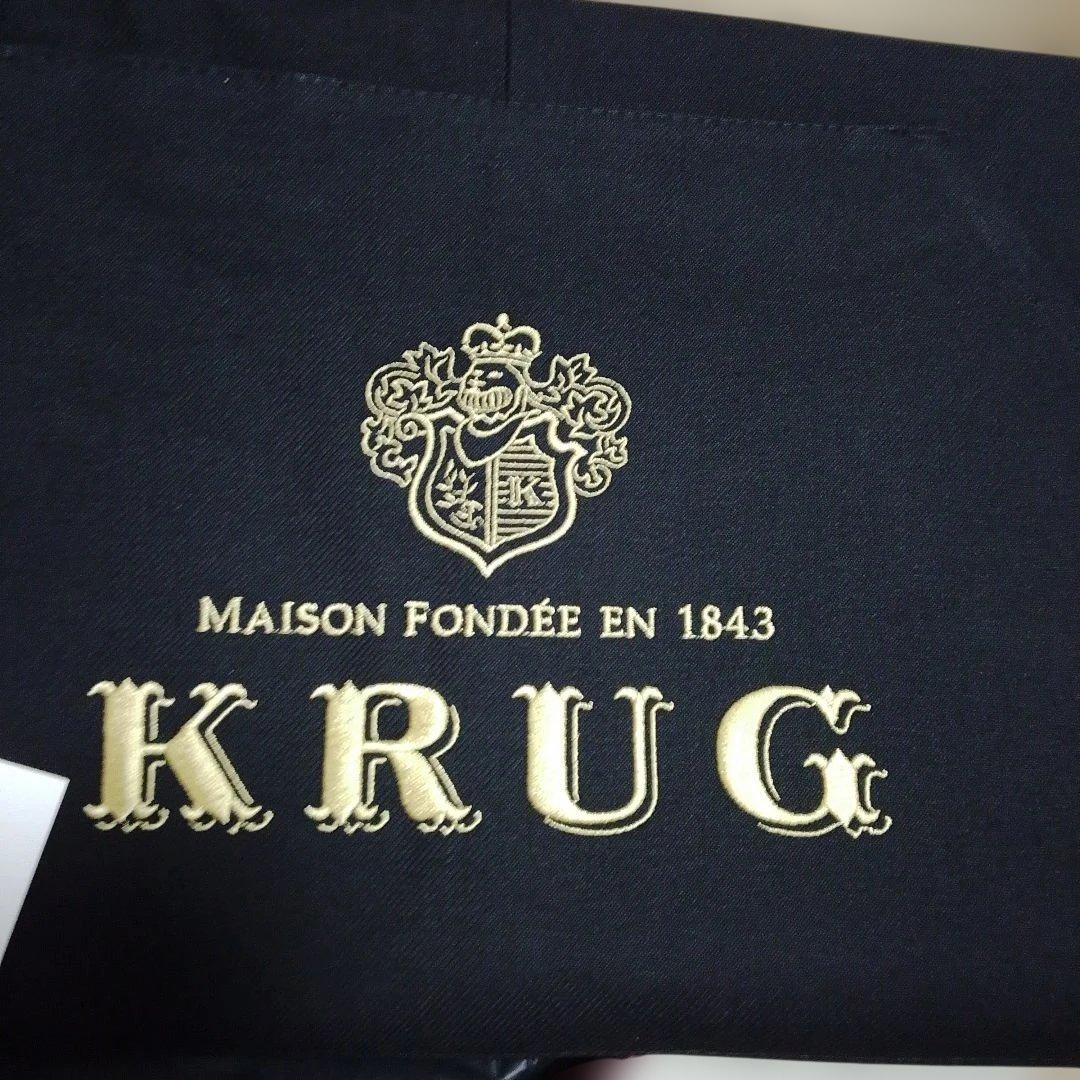 K
MAISON FONDÉE EN 1843
KRUG